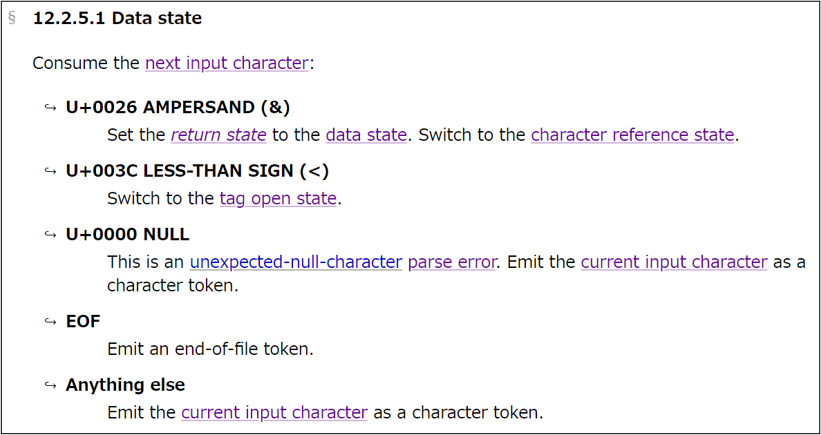 § 12.2.5.1 Data state
Consume the next input character:
↪ U+0026 AMPERSAND (&)
Set the return state to the data state. Switch to the character reference state.
↪ U+003C LESS-THAN SIGN (<)
Switch to the tag open state.
↪ U+0000 NULL
This is an unexpected-null-character parse error. Emit the current input character as a
character token.
↪ EOF
Emit an end-of-file token.
↪ Anything else
Emit the current input character as a character token.